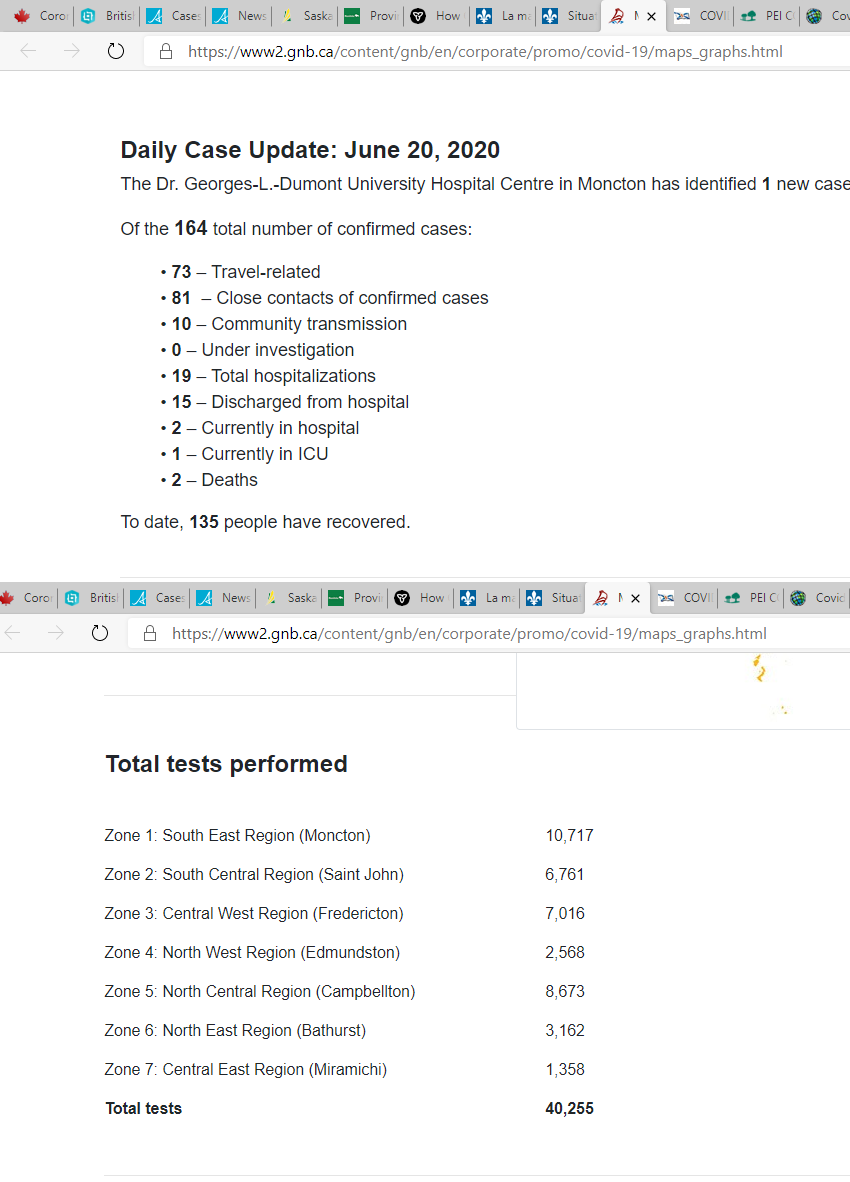 Coror Britisl Cases News Saska Provi How La ma Situat COVI PEI C Cov
https://www2.gnb.ca/content/gnb/en/corporate/promo/covid-19/maps_graphs.html
Daily Case Update: June 20, 2020
The Dr. Georges-L.-Dumont University Hospital Centre in Moncton has identified 1 new case
Of the 164 total number of confirmed cases:
• 73 – Travel-related
• 81 – Close contacts of confirmed cases
• 10 – Community transmission
• 0 – Under investigation
• 19 – Total hospitalizations
• 15 – Discharged from hospital
• 2 – Currently in hospital
• 1 – Currently in ICU
• 2 – Deaths
To date, 135 people have recovered.
Coror Britisl Cases News Saska Provi How La ma Situa COVI PEI C Covid
https://www2.gnb.ca/content/gnb/en/corporate/promo/covid-19/maps_graphs.html
Total tests performed
Zone 1: South East Region (Moncton) 10,717
Zone 2: South Central Region (Saint John) 6,761
Zone 3: Central West Region (Fredericton) 7,016
Zone 4: North West Region (Edmundston) 2,568
Zone 5: North Central Region (Campbellton) 8,673
Zone 6: North East Region (Bathurst) 3,162
Zone 7: Central East Region (Miramichi) 1,358
Total tests 40,255